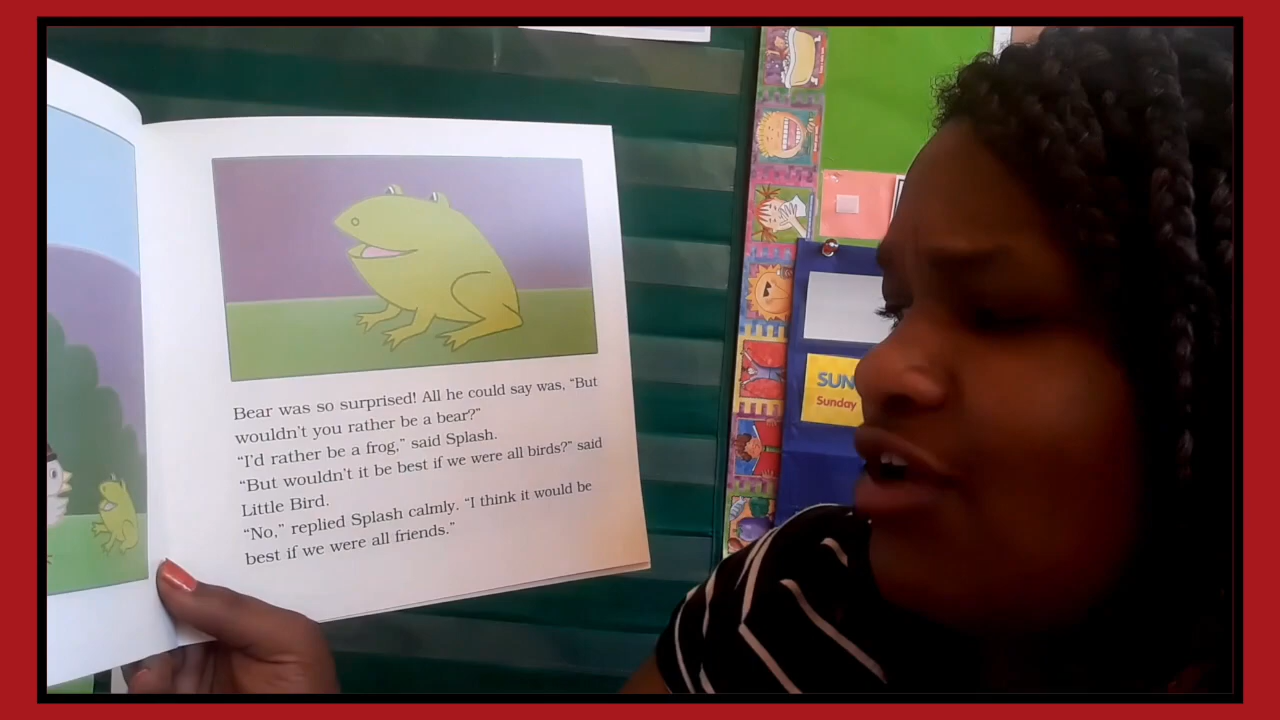 Bear was so surprised! All he could say was, “But
wouldn’t you rather be a bear?”
“I’d rather be a frog,” said Splash.
“But wouldn’t it be best if we were all birds?” said
Little Bird.
“No,” replied Splash calmly. “I think it would be
best if we were all friends.”
SUN
Sunday